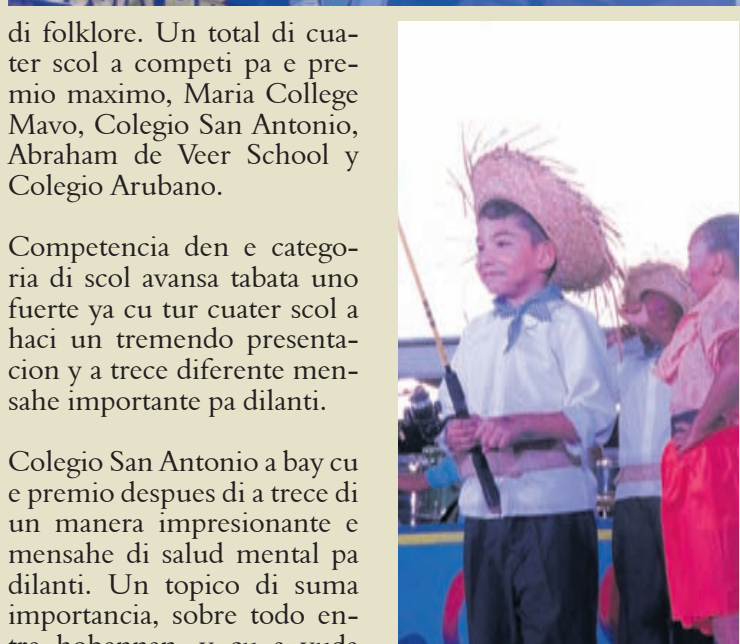 di folklore. Un total di cua-
ter scol a competi pa e pre-
mio maximo, Maria College
Mavo, Colegio San Antonio,
Abraham de Veer School y
Colegio Arubano.

Competencia den e catego-
ria di scol avansa tabata uno
fuerte ya cu tur cuater scol a
haci un tremendo presenta-
cion y a trece diferente men-
sahe importante pa dilanti.

Colegio San Antonio a bay cu
e premio despues di a trece di
un manera impresionante e
mensahe di salud mental pa
dilanti. Un topico di suma
importancia, sobre todo en-